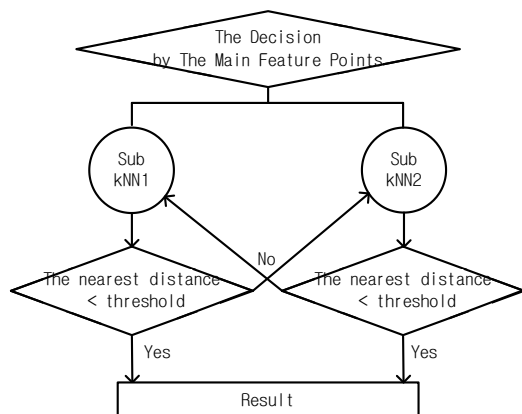 The Decision
by The Main Feature Points
Sub
kNN1
Sub
kNN2
No
The nearest distance
< threshold
The nearest distance
< threshold
Yes
Yes
Result